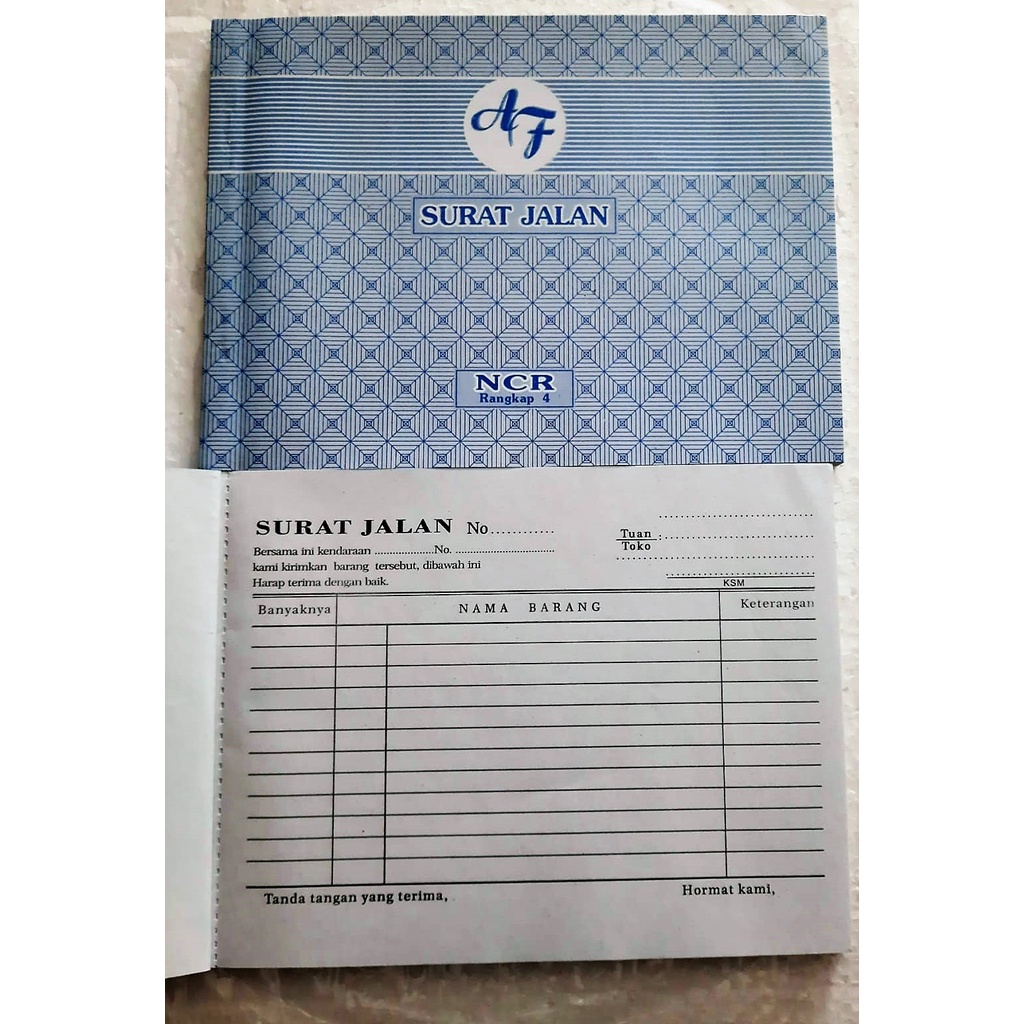 AF
SURAT JALAN
NCR
Rangkap 4
SURAT JALAN No............
Bersama ini kendaraan .....................No. ...................................
kami kirimkan barang tersebut, dibawah ini
Harap terima dengan baik.
Tuan :
Toko
KSM
Banyaknya NAMA BARANG Keterangan
Tanda tangan yang terima, Hormat kami,